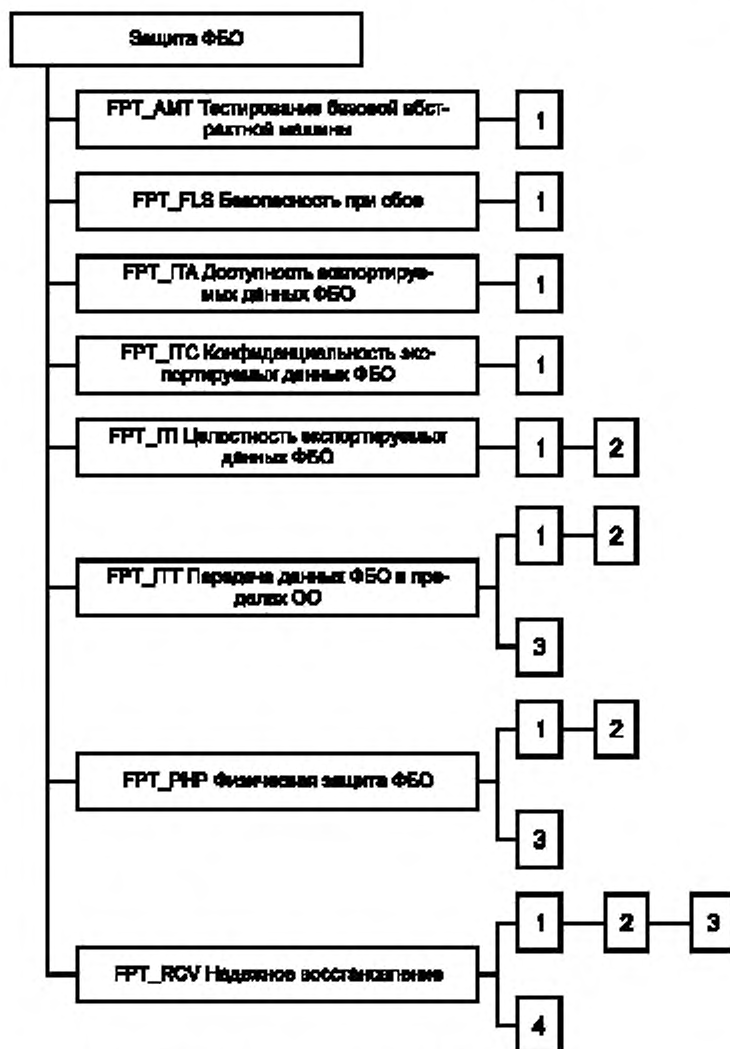 Защита ФБО
FPT_AMT Тестирование базовой абст-
рактной машины
1
FPT_FLS Безопасность при сбое
1
FPT_ITA Доступность экспортируе-
мых данных ФБО
1
FPT_ITC Конфиденциальность экс-
портируемых данных ФБО
1
FPT_ITI Целостность экспортируемых
данных ФБО
1
2
FPT_ITT Передача данных ФБО в пре-
делах ОО
1
2
3
FPT_PHP Физическая защита ФБО
1
2
3
FPT_RCV Надежное восстановление
1
2
3
4